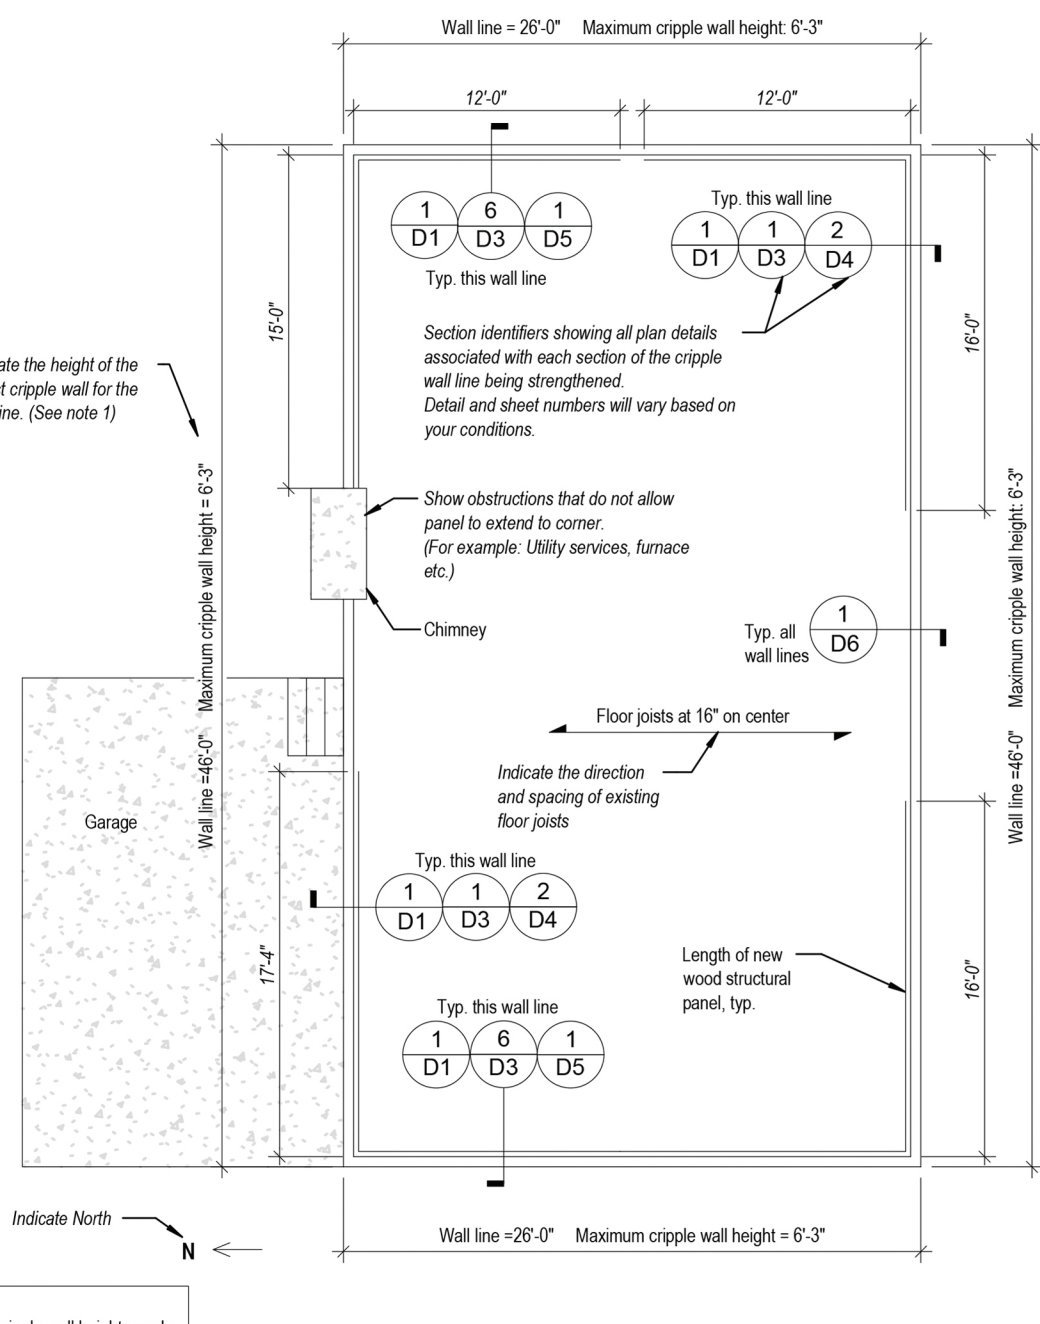 Wall line = 26'-0" Maximum cripple wall height: 6'-3"
12'-0" 12'-0"
1 6 1
D1 D3 D5
Typ. this wall line
Typ. this wall line
1 1 2
D1 D3 D4
15'-0"
16'-0"
Section identifiers showing all plan details
associated with each section of the cripple
wall line being strengthened.
Detail and sheet numbers will vary based on
your conditions.
the height of the
cripple wall for the
(See note 1)
Wall line =46'-0" Maximum cripple wall height = 6'-3"
Wall line =46'-0" Maximum cripple wall height: 6'-3"
Show obstructions that do not allow
panel to extend to corner.
(For example: Utility services, furnace
etc.)
Chimney
Typ. all
wall lines
1
D6
Floor joists at 16" on center
Indicate the direction
and spacing of existing
floor joists
Garage
Typ. this wall line
1 1 2
D1 D3 D4
17'-4"
16'-0"
Length of new
wood structural
panel, typ.
Typ. this wall line
1 6 1
D1 D3 D5
Indicate North
N
Wall line =26'-0" Maximum cripple wall height = 6'-3"